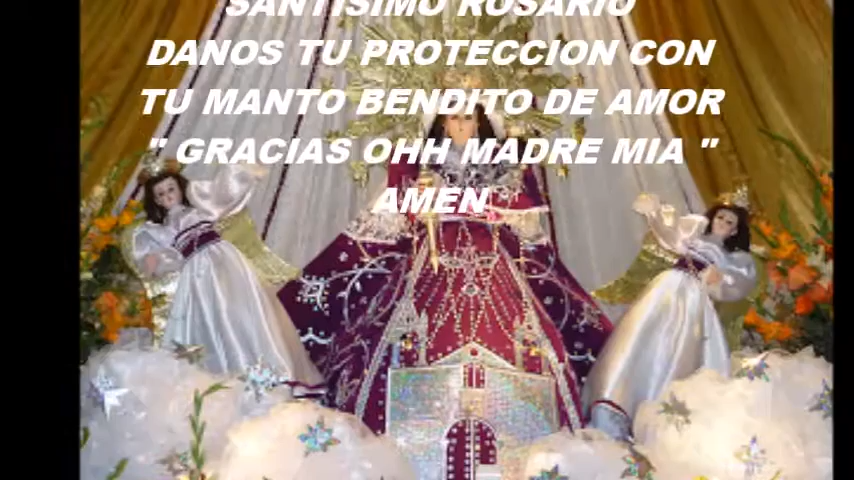 SANTISIMO ROSARIO
DANOS TU PROTECCION CON
TU MANTO BENDITO DE AMOR
" GRACIAS OHH MADRE MIA "
AMEN